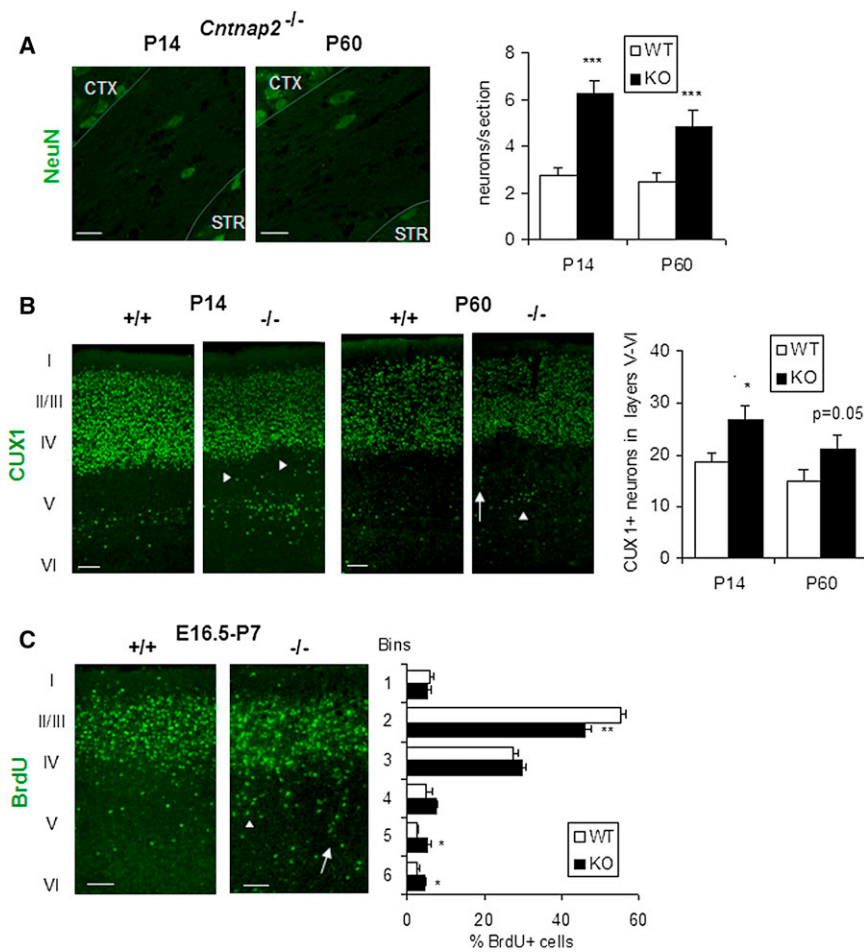 Cntnap2 -/-
A
P14
P60
CTX
CTX
STR
STR
NeuN
neurons/section
8
6
4
2
0
***
***
WT
KO
P14
P60
B
P14
P60
+/+
-/-
+/+
-/-
I
II/III
IV
V
VI
CUX1
CUX1+ neurons in layers V-VI
40
30
20
10
0
*
p=0.05
WT
KO
P14
P60
C
E16.5-P7
+/+
-/-
I
II/III
IV
V
VI
BrdU
Bins
1
2
3
4
5
6
**
*
*
WT
KO
0
20
40
60
% BrdU+ cells